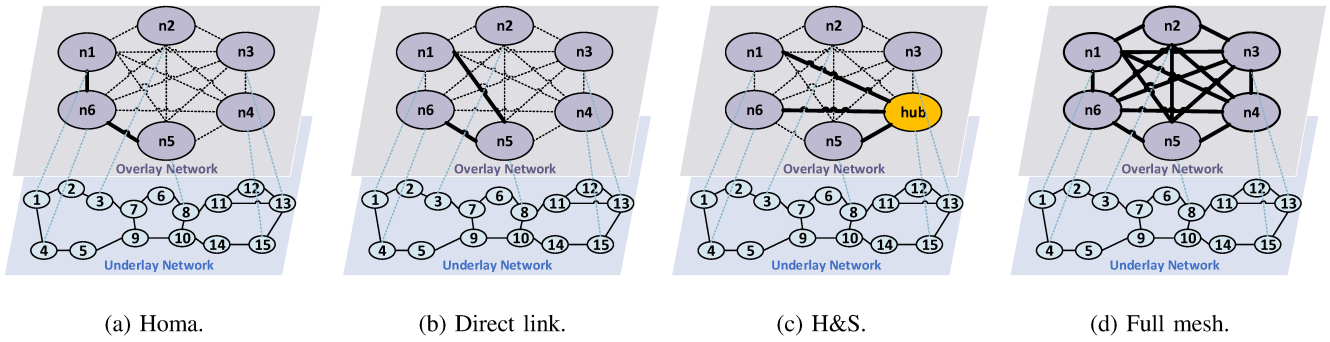 n2 n2 n2 n2
n1 n3 n1 n3 n1 n3 n1 n3
n6 n4 n6 n4 n6 hub n6 n4
n5 n5 n5 n5
Overlay Network Overlay Network Overlay Network Overlay Network
1 2 3 6 7 8 11 12 13 1 2 3 6 7 8 11 12 13 1 2 3 6 7 8 11 12 13 1 2 3 6 7 8 11 12 13
4 5 9 10 14 15 4 5 9 10 14 15 4 5 9 10 14 15 4 5 9 10 14 15
Underlay Network Underlay Network Underlay Network Underlay Network
(a) Homa. (b) Direct link. (c) H&S. (d) Full mesh.